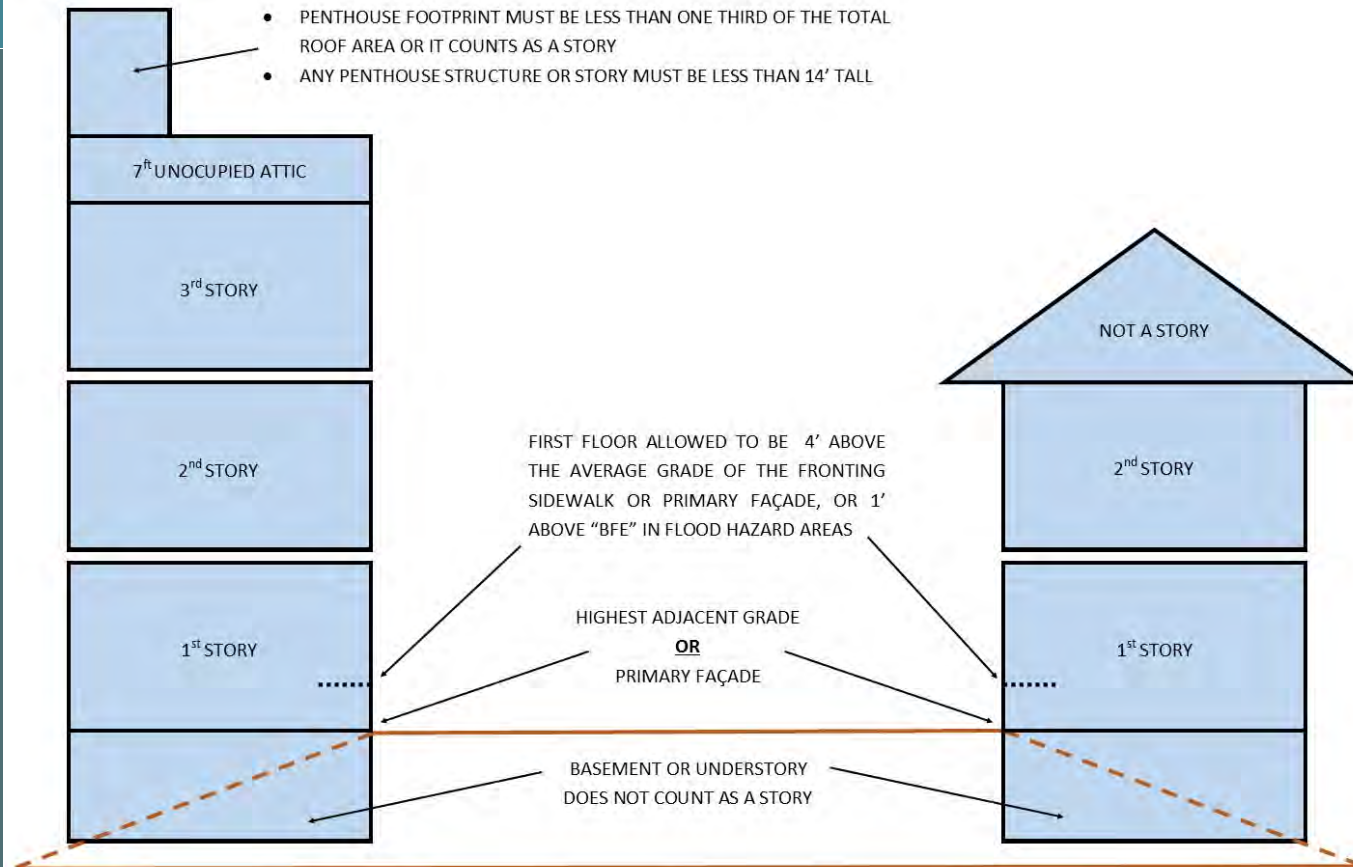 • PENTHOUSE FOOTPRINT MUST BE LESS THAN ONE THIRD OF THE TOTAL
ROOF AREA OR IT COUNTS AS A STORY
• ANY PENTHOUSE STRUCTURE OR STORY MUST BE LESS THAN 14' TALL
7ft UNOCUPIED ATTIC
3rd STORY
NOT A STORY
2nd STORY
FIRST FLOOR ALLOWED TO BE 4' ABOVE
THE AVERAGE GRADE OF THE FRONTING
SIDEWALK OR PRIMARY FAÇADE, OR 1'
ABOVE “BFE” IN FLOOD HAZARD AREAS
2nd STORY
1st STORY
HIGHEST ADJACENT GRADE
OR
PRIMARY FAÇADE
1st STORY
BASEMENT OR UNDERSTORY
DOES NOT COUNT AS A STORY